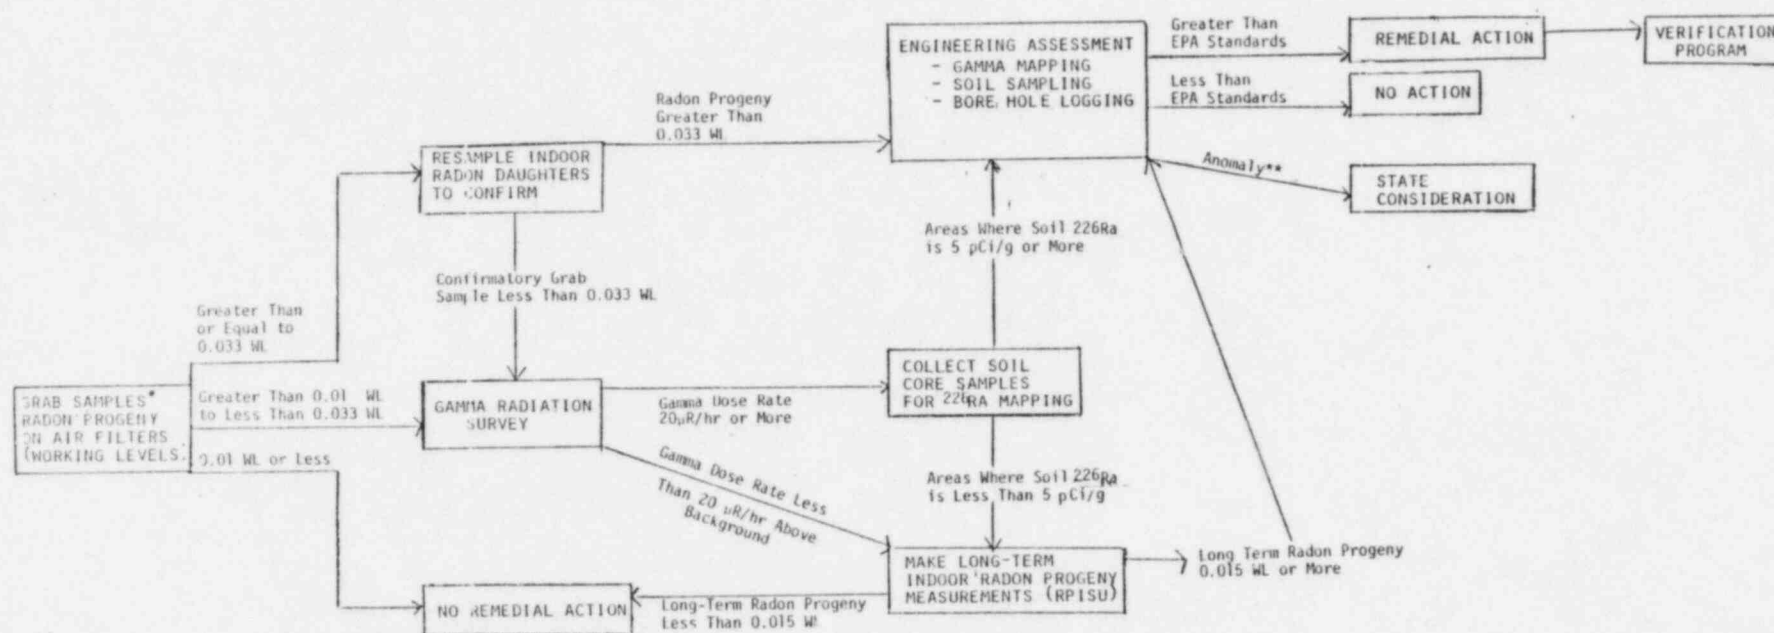 ENGINEERING ASSESSMENT
- GAMMA MAPPING
- SOIL SAMPLING
- BORE HOLE LOGGING
Greater Than
EPA Standards
REMEDIAL ACTION
VERIFICATION
PROGRAM
Less Than
EPA Standards
NO ACTION
Anomaly**
STATE
CONSIDERATION
Radon Progeny
Greater Than
0.033 WL
RESAMPLE INDOOR
RADON DAUGHTERS
TO CONFIRM
Areas Where Soil 226Ra
is 5 pCi/g or More
Confirmatory Grab
Sample Less Than 0.033 WL
Greater Than
or Equal to
0.033 WL
GRAB SAMPLES*
RADON PROGENY
ON AIR FILTERS
(WORKING LEVELS.
Greater Than 0.01 WL
to Less Than 0.033 WL
0.01 WL or Less
GAMMA RADIATION
SURVEY
Gamma Dose Rate
20µR/hr or More
COLLECT SOIL
CORE SAMPLES
FOR 226RA MAPPING
Gamma Dose Rate Less
Than 20 µR/hr Above
Background
Areas Where Soil 226Ra
is Less Than 5 pCi/g
MAKE LONG-TERM
INDOOR RADON PROGENY
MEASUREMENTS (RPISU)
Long Term Radon Progeny
0.015 WL or More
NO REMEDIAL ACTION
Long-Term Radon Progeny
Less Than 0.015 WL